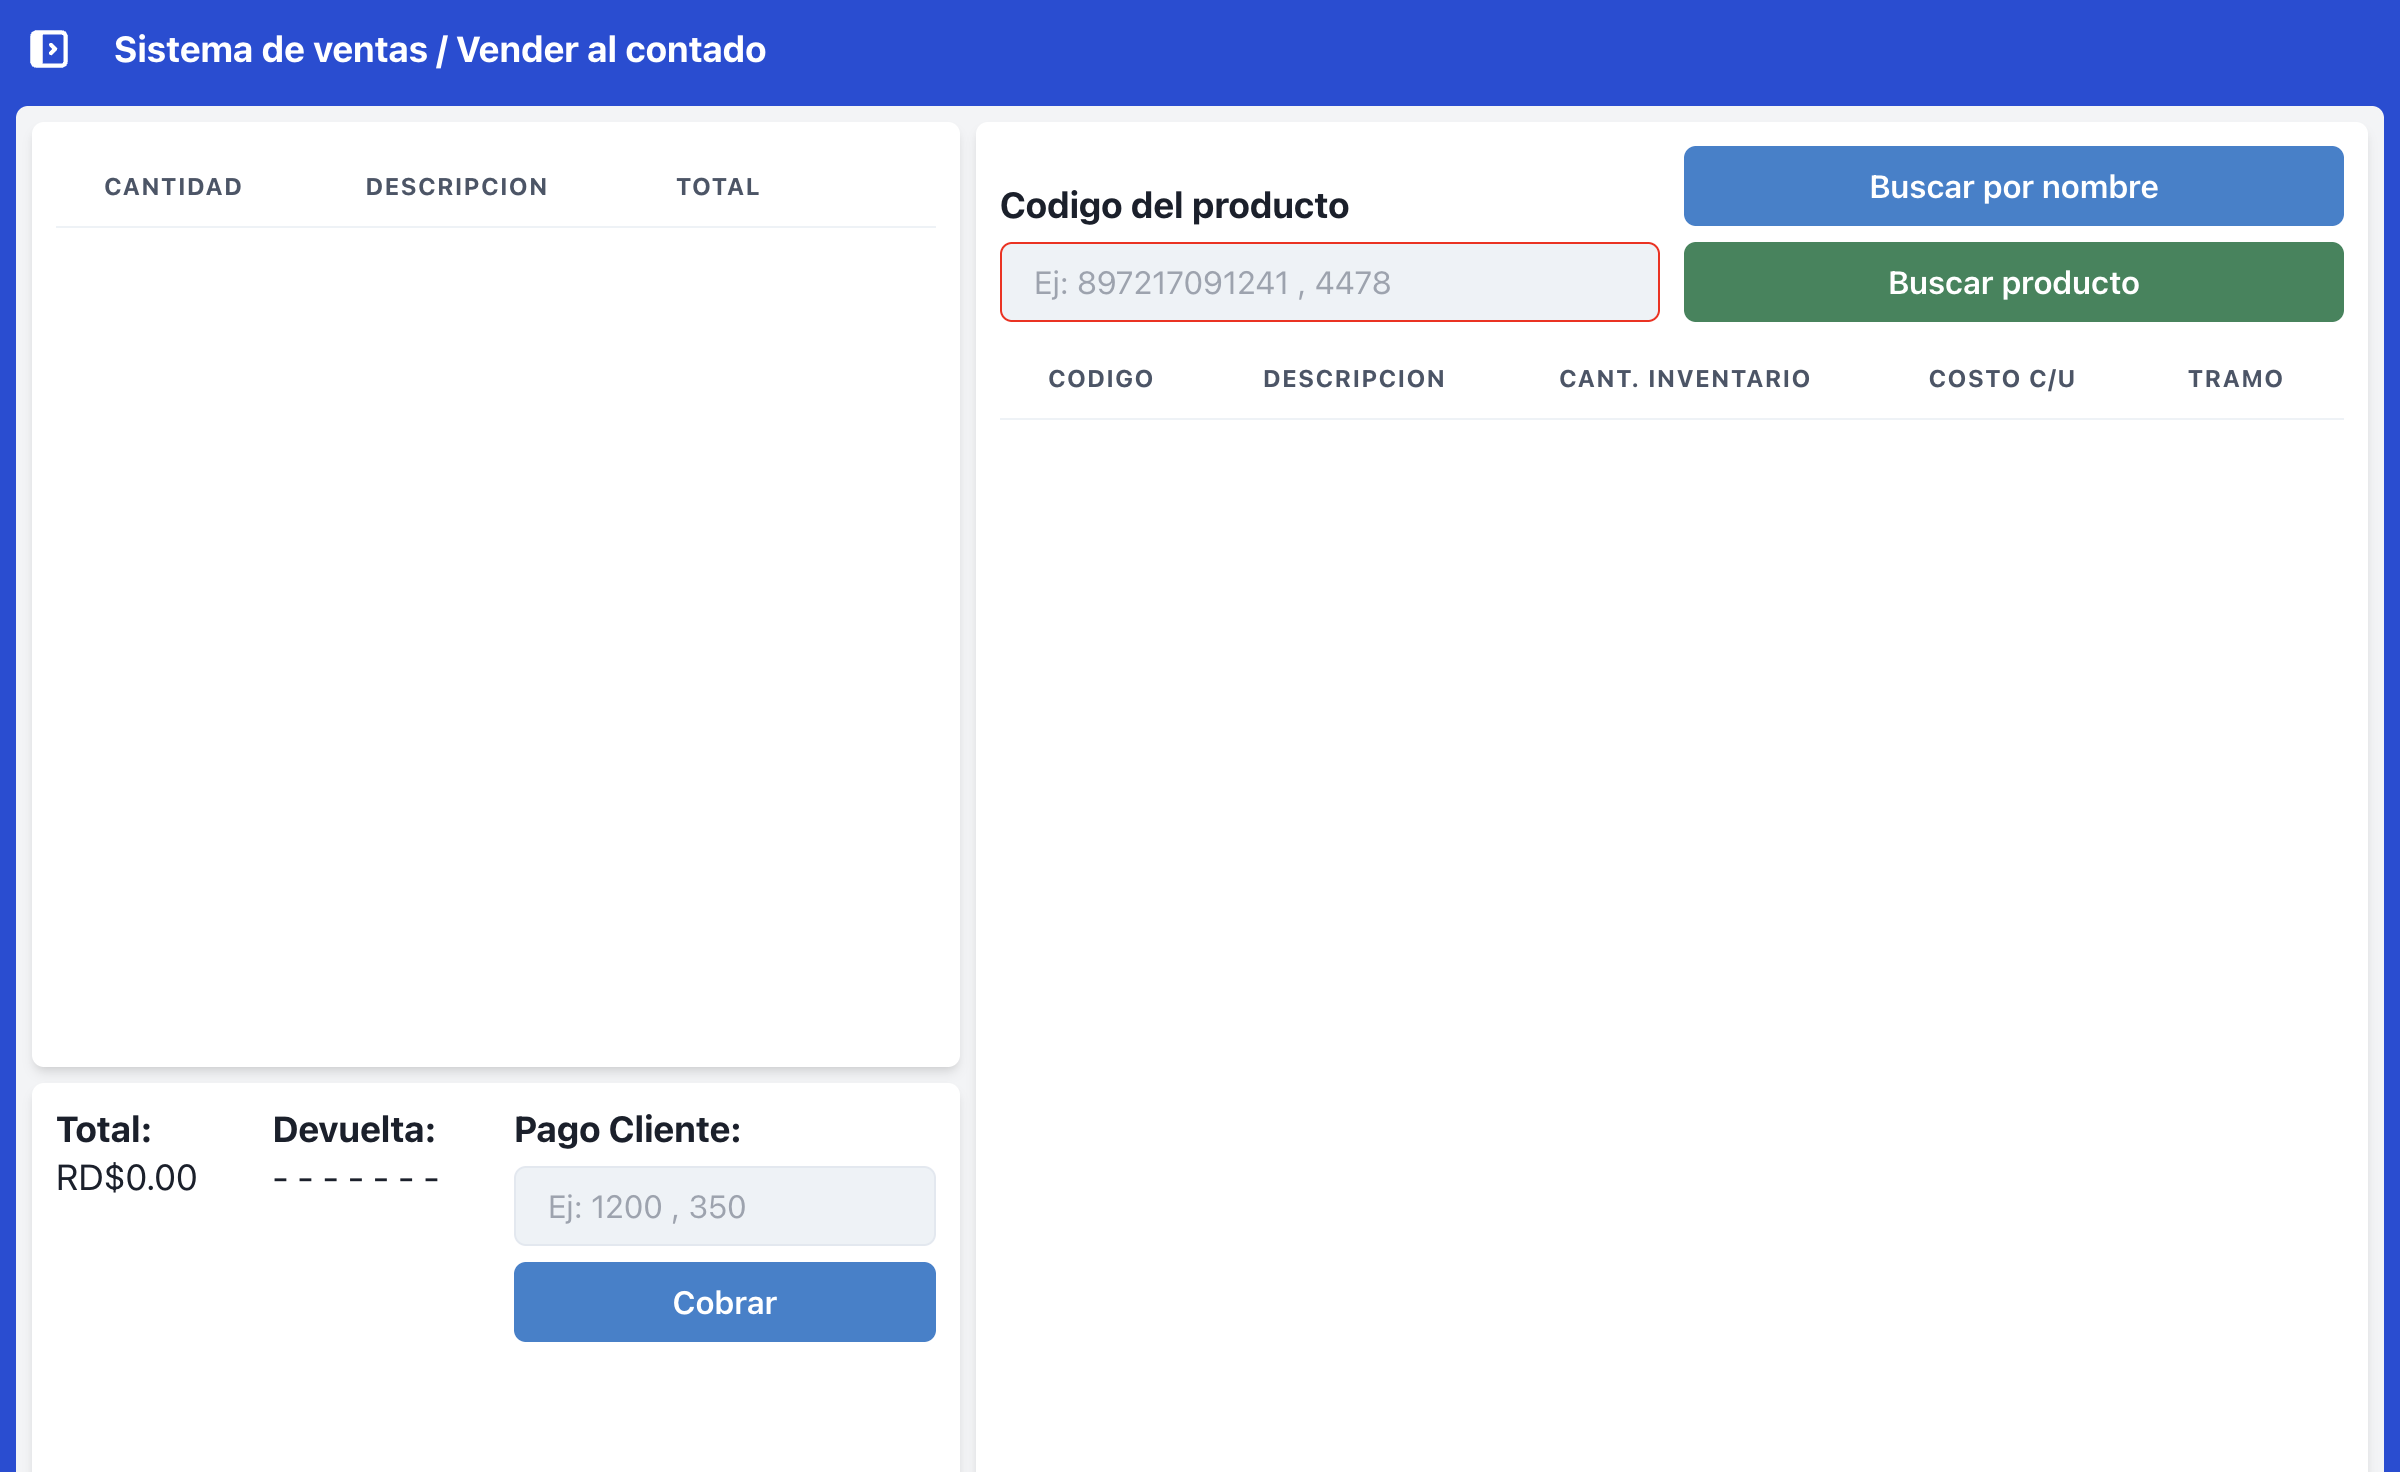 Sistema de ventas / Vender al contado
CANTIDAD DESCRIPCION TOTAL
Total:
RD$0.00
Devuelta:
- - - - - - -
Pago Cliente:
Ej: 1200 , 350
Cobrar
Codigo del producto
Ej: 897217091241 , 4478
Buscar por nombre
Buscar producto
CODIGO DESCRIPCION CANT. INVENTARIO COSTO C/U TRAMO